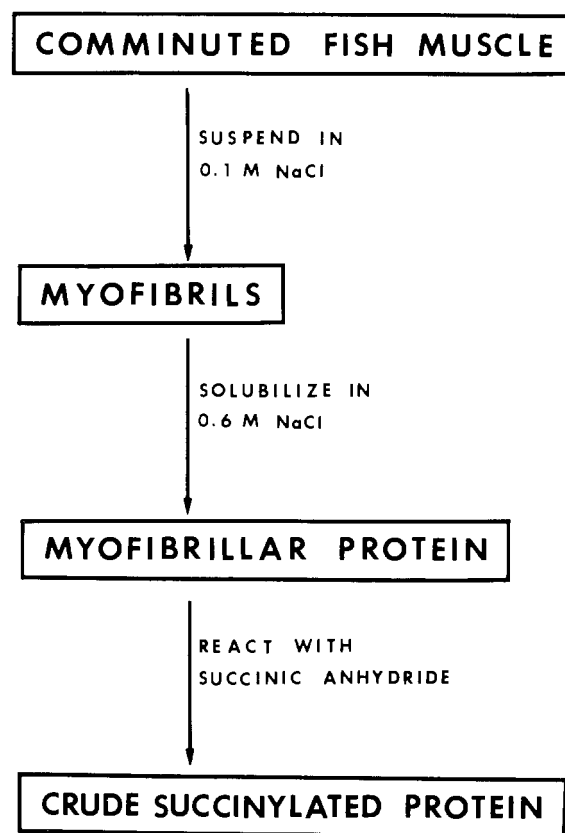 COMMINUTED FISH MUSCLE
SUSPEND IN
0.1 M NaCl
MYOFIBRILS
SOLUBILIZE IN
0.6 M NaCl
MYOFIBRILLAR PROTEIN
REACT WITH
SUCCINIC ANHYDRIDE
CRUDE SUCCINYLATED PROTEIN